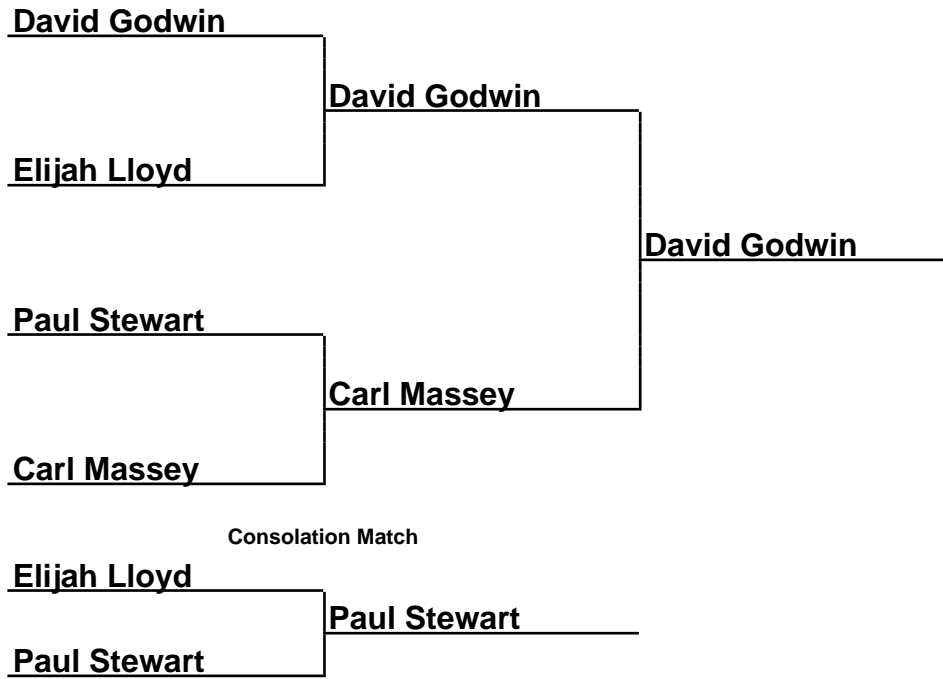 David Godwin
David Godwin
Elijah Lloyd
David Godwin
Paul Stewart
Carl Massey
Carl Massey
Consolation Match
Elijah Lloyd
Paul Stewart
Paul Stewart